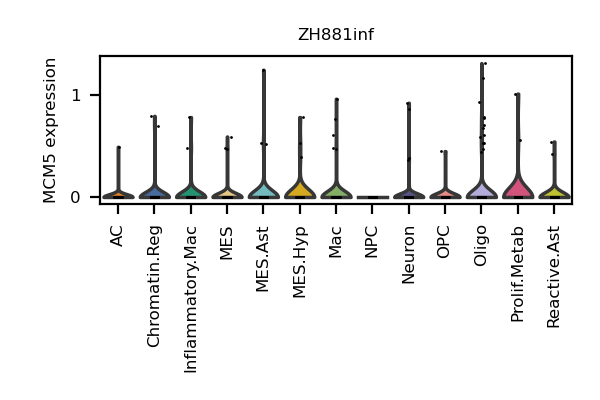 ZH881inf
MCM5 expression
1
0
AC
Chromatin.Reg
Inflammatory.Mac
MES
MES.Ast
MES.Hyp
Mac
NPC
Neuron
OPC
Oligo
Prolif.Metab
Reactive.Ast